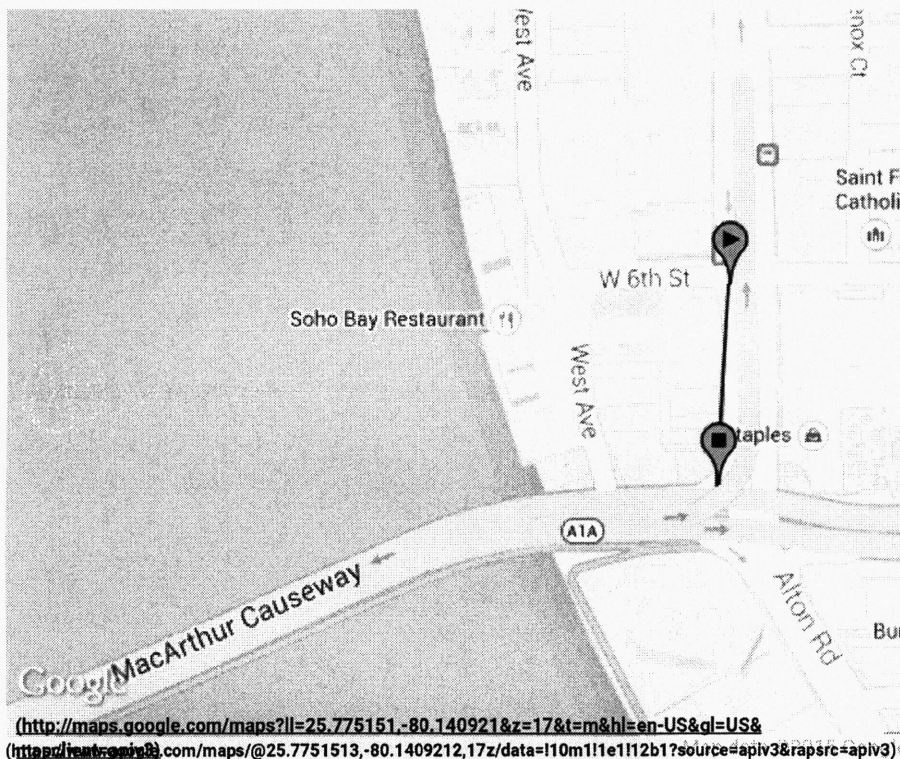 West Ave
nox Ct
Saint F
Catholi
W 6th St
Soho Bay Restaurant
West Ave
taples
A1A
MacArthur Causeway
Alton Rd
Bur
Google
(http://maps.google.com/maps?ll=25.775151,-80.140921&z=17&t=m&hl=en-US&gl=US&
.com/maps/@25.7751513,-80.1409212,17z/data=!10m1!1e1!12b1?source=apiv3&rapsrc=apiv3)